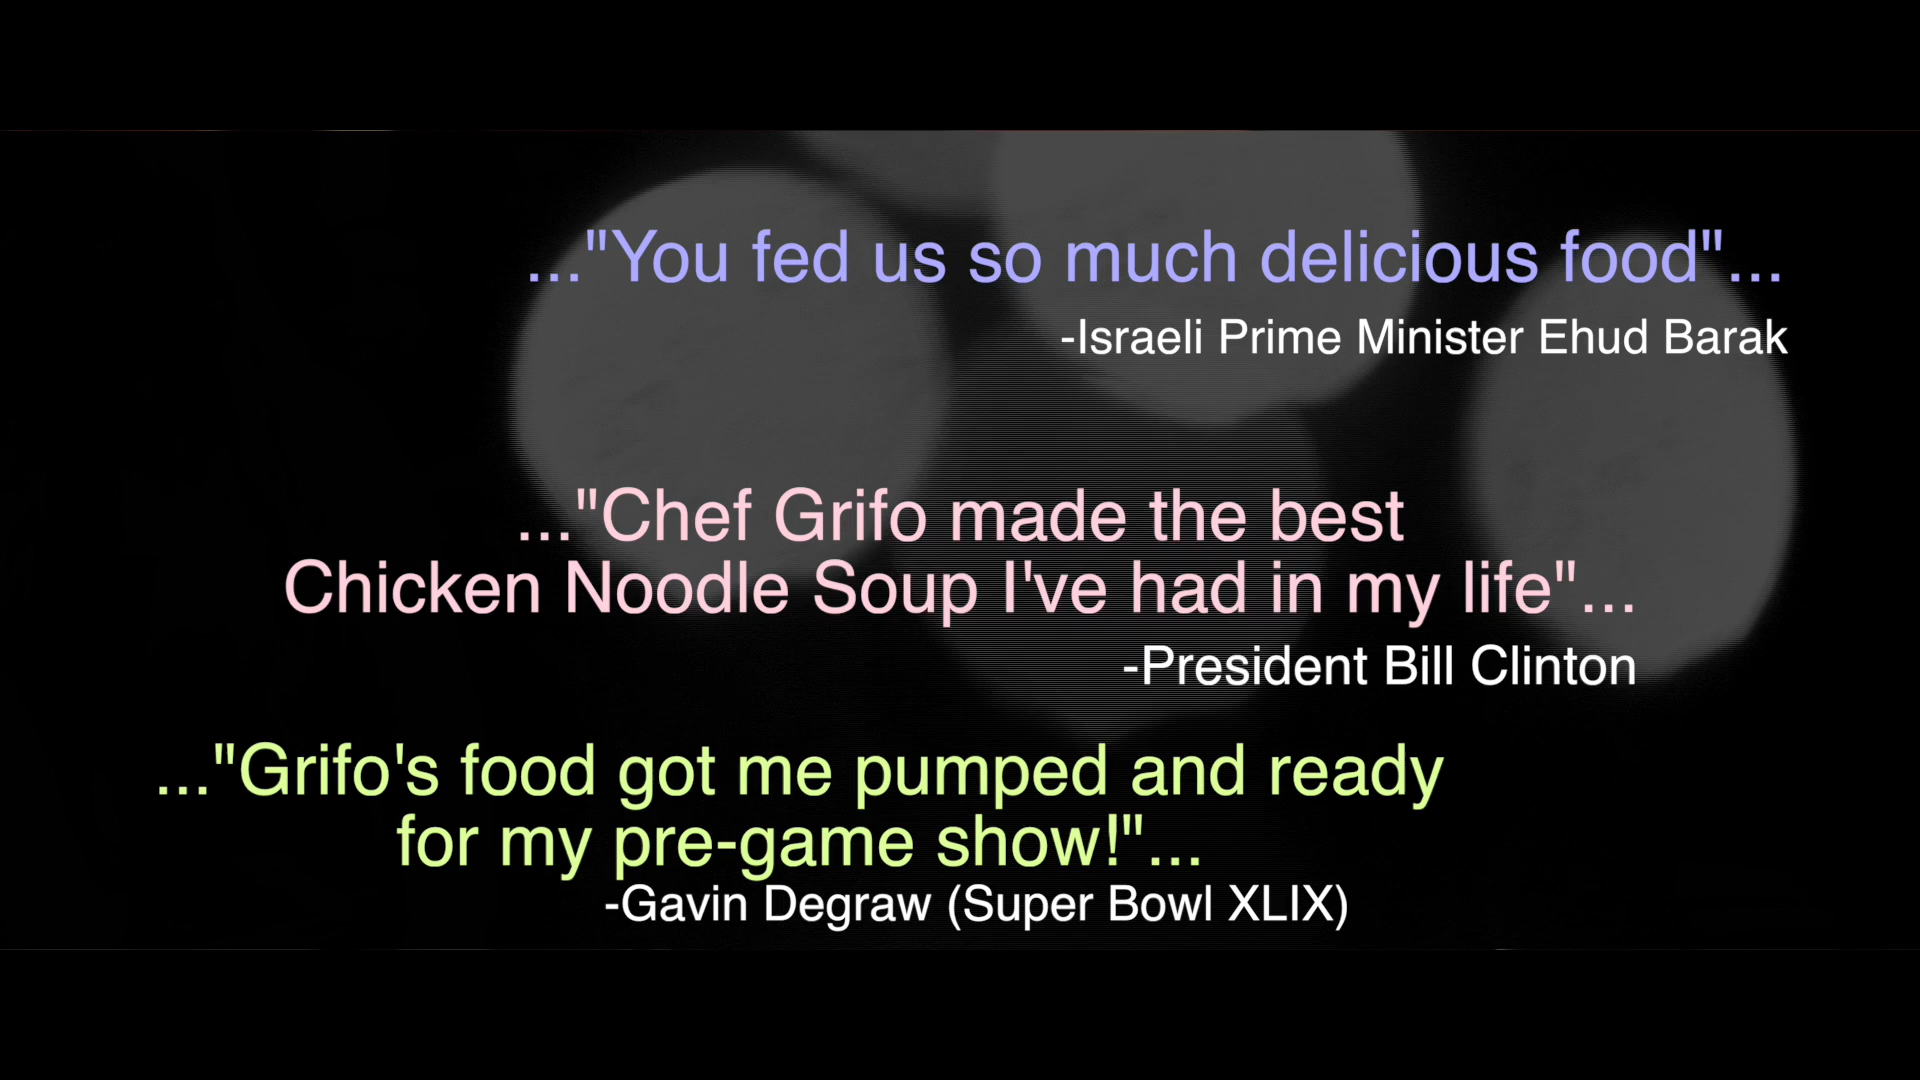 ..."You fed us so much delicious food"...
-Israeli Prime Minister Ehud Barak
..."Chef Grifo made the best
Chicken Noodle Soup I've had in my life"...
-President Bill Clinton
..."Grifo's food got me pumped and ready
for my pre-game show!"...
-Gavin Degraw (Super Bowl XLIX)